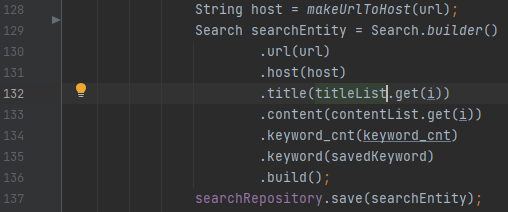 128 String host = makeUrlToHost(url);
129 Search searchEntity = Search.builder()
130 .url(url)
131 .host(host)
132 .title(titleList.get(i))
133 .content(contentList.get(i))
134 .keyword_cnt(keyword_cnt)
135 .keyword(savedKeyword)
136 .build();
137 searchRepository.save(searchEntity);